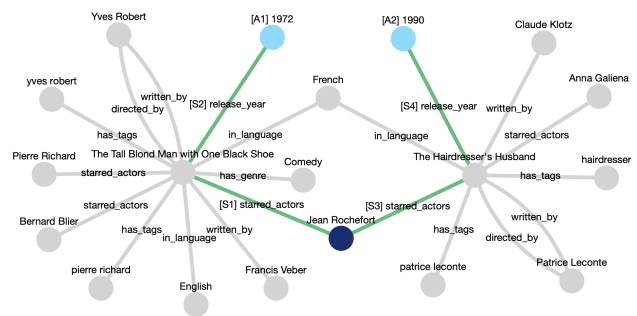 Yves Robert
[A1] 1972
[A2] 1990
Claude Klotz
yves robert
written_by
directed_by
[S2] release_year
French
[S4] release_year
written_by
Anna Galiena
has_tags
in_language
in_language
starred_actors
Pierre Richard
The Tall Blond Man with One Black Shoe
Comedy
The Hairdresser's Husband
hairdresser
starred_actors
has_genre
has_tags
Bernard Blier
starred_actors
[S1] starred_actors
Jean Rochefort
[S3] starred_actors
has_tags
in_language
written_by
has_tags
written_by
directed_by
pierre richard
English
Francis Veber
patrice leconte
Patrice Leconte